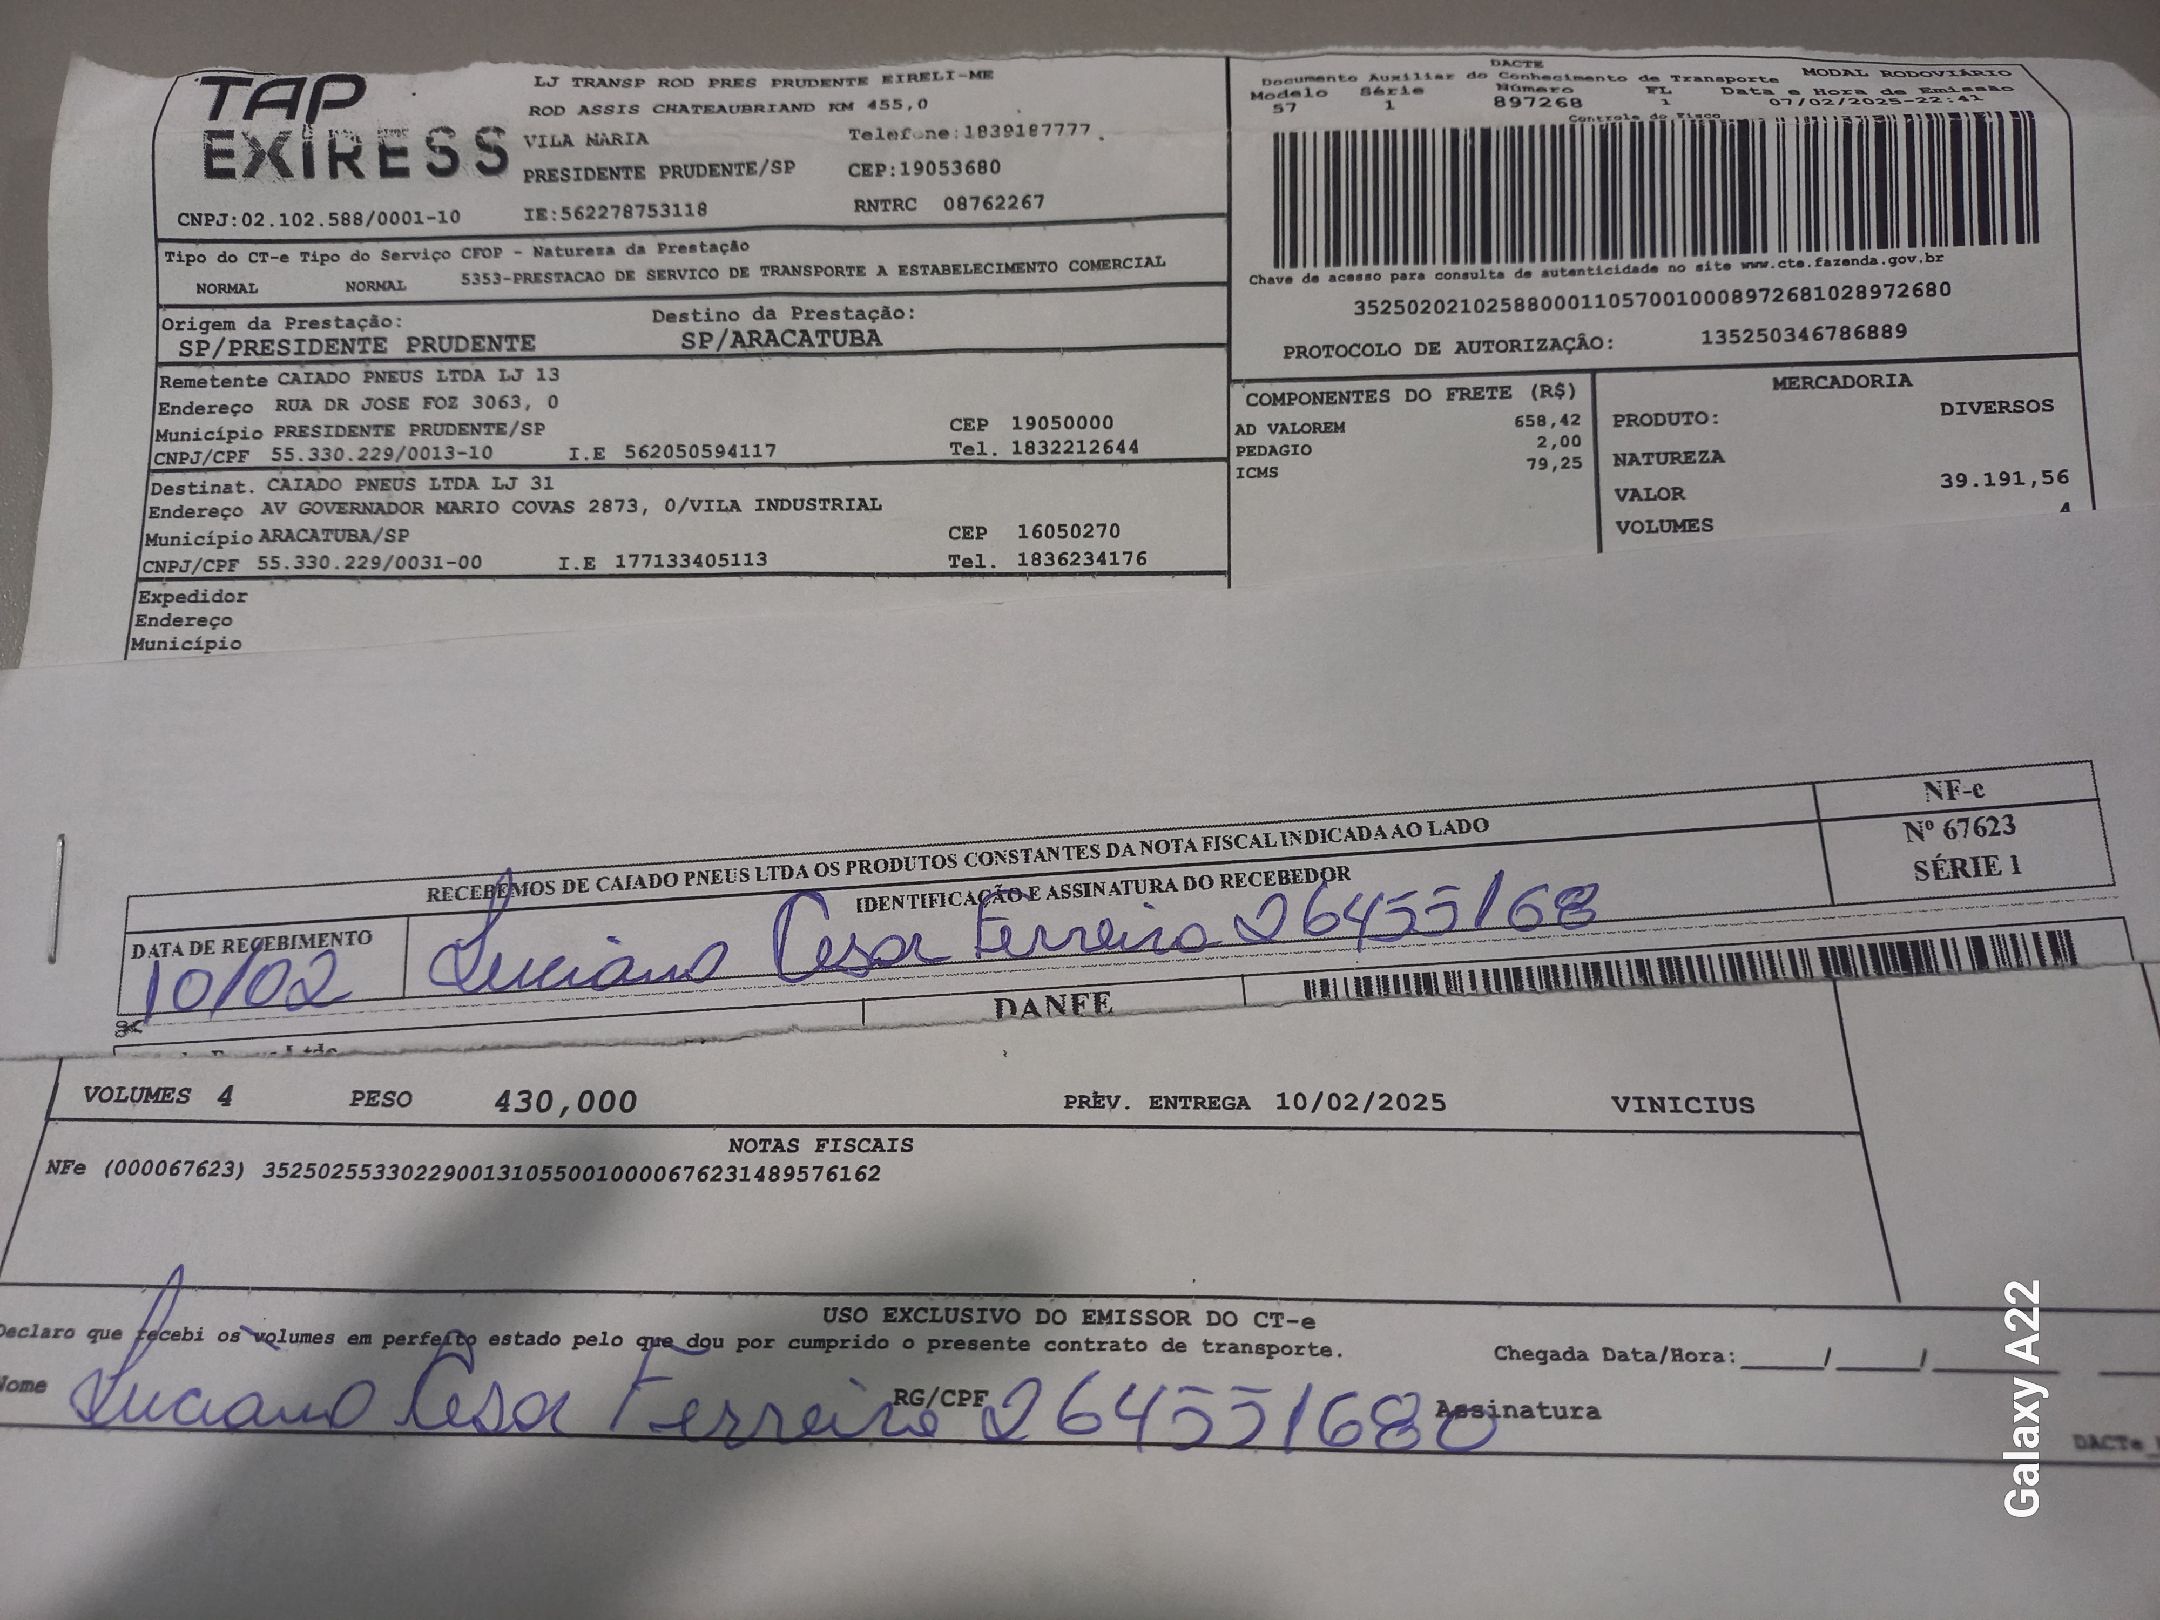 TAP
EXPRESS
LJ TRANSP ROD PRES PRUDENTE EIRELI-ME
ROD ASSIS CHATEAUBRIAND KM 455,0
VILA MARIA Telefone:1839187777
PRESIDENTE PRUDENTE/SP CEP:19053680
CNPJ:02.102.588/0001-10 IE:562278753118 RNTRC 08762267
DACTE
Documento Auxiliar do Conhecimento de Transporte MODAL RODOVIÁRIO
Modelo Série Número FL Data e Hora de Emissão
57 1 897268 1 07/02/2025-22:41
Controle do Fisco
Tipo do CT-e Tipo do Serviço CFOP - Natureza da Prestação
NORMAL NORMAL 5353-PRESTACAO DE SERVICO DE TRANSPORTE A ESTABELECIMENTO COMERCIAL
Chave de acesso para consulta de autenticidade no site www.cte.fazenda.gov.br
35250202102588000110570010008972681028972680
PROTOCOLO DE AUTORIZAÇÃO: 135250346786889
Origem da Prestação: Destino da Prestação:
SP/PRESIDENTE PRUDENTE SP/ARACATUBA
Remetente CAIADO PNEUS LTDA LJ 13
Endereço RUA DR JOSE FOZ 3063, 0
Município PRESIDENTE PRUDENTE/SP CEP 19050000
CNPJ/CPF 55.330.229/0013-10 I.E 562050594117 Tel. 1832212644
Destinat. CAIADO PNEUS LTDA LJ 31
Endereço AV GOVERNADOR MARIO COVAS 2873, 0/VILA INDUSTRIAL
Município ARACATUBA/SP CEP 16050270
CNPJ/CPF 55.330.229/0031-00 I.E 177133405113 Tel. 1836234176
Expedidor
Endereço
Município
COMPONENTES DO FRETE (R$)
AD VALOREM 658,42
PEDAGIO 2,00
ICMS 79,25
MERCADORIA
PRODUTO: DIVERSOS
NATUREZA
VALOR 39.191,56
VOLUMES 4
RECEBEMOS DE CAIADO PNEUS LTDA OS PRODUTOS CONSTANTES DA NOTA FISCAL INDICADA AO LADO
NF-e
Nº 67623
SÉRIE 1
DATA DE RECEBIMENTO IDENTIFICAÇÃO E ASSINATURA DO RECEBEDOR
10/02 Luciano Cesar Ferreira 26455168
DANFE
VOLUMES 4 PESO 430,000 PREV. ENTREGA 10/02/2025 VINICIUS
NOTAS FISCAIS
NFe (000067623) 35250255330229001310550010000676231489576162
USO EXCLUSIVO DO EMISSOR DO CT-e
Declaro que recebi os volumes em perfeito estado pelo que dou por cumprido o presente contrato de transporte.
Chegada Data/Hora:_____/_____/_____
Nome Luciano Cesar Ferreira RG/CPF 264551680 Assinatura
DACTe
Galaxy A22